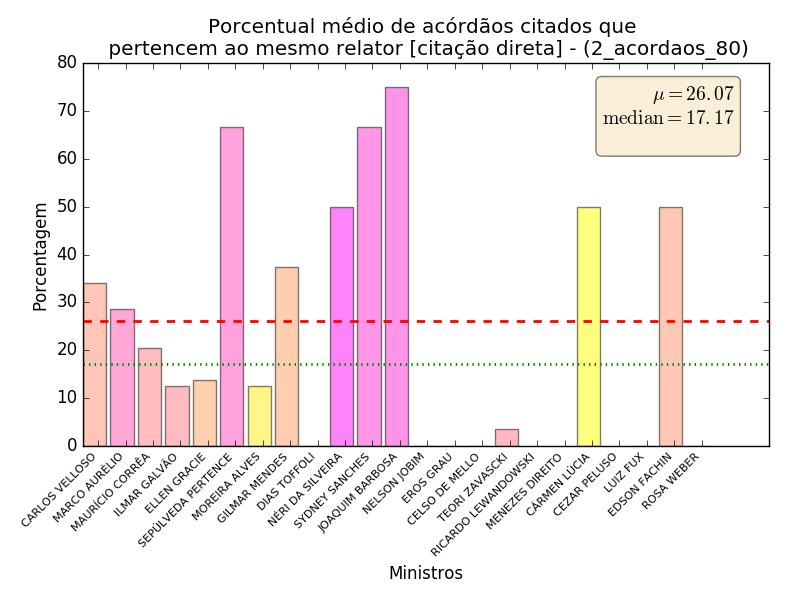 Porcentual médio de acórdãos citados que
pertencem ao mesmo relator [citação direta] - (2_acordaos_80)
μ = 26.07
median = 17.17
Porcentagem
80
70
60
50
40
30
20
10
0
CARLOS VELLOSO
MARCO AURÉLIO
MAURÍCIO CORRÊA
ILMAR GALVÃO
ELLEN GRACIE
SEPÚLVEDA PERTENCE
MOREIRA ALVES
GILMAR MENDES
DIAS TOFFOLI
NÉRI DA SILVEIRA
SYDNEY SANCHES
JOAQUIM BARBOSA
NELSON JOBIM
EROS GRAU
CELSO DE MELLO
TEORI ZAVASCKI
RICARDO LEWANDOWSKI
MENEZES DIREITO
CÁRMEN LÚCIA
CEZAR PELUSO
LUIZ FUX
EDSON FACHIN
ROSA WEBER
Ministros